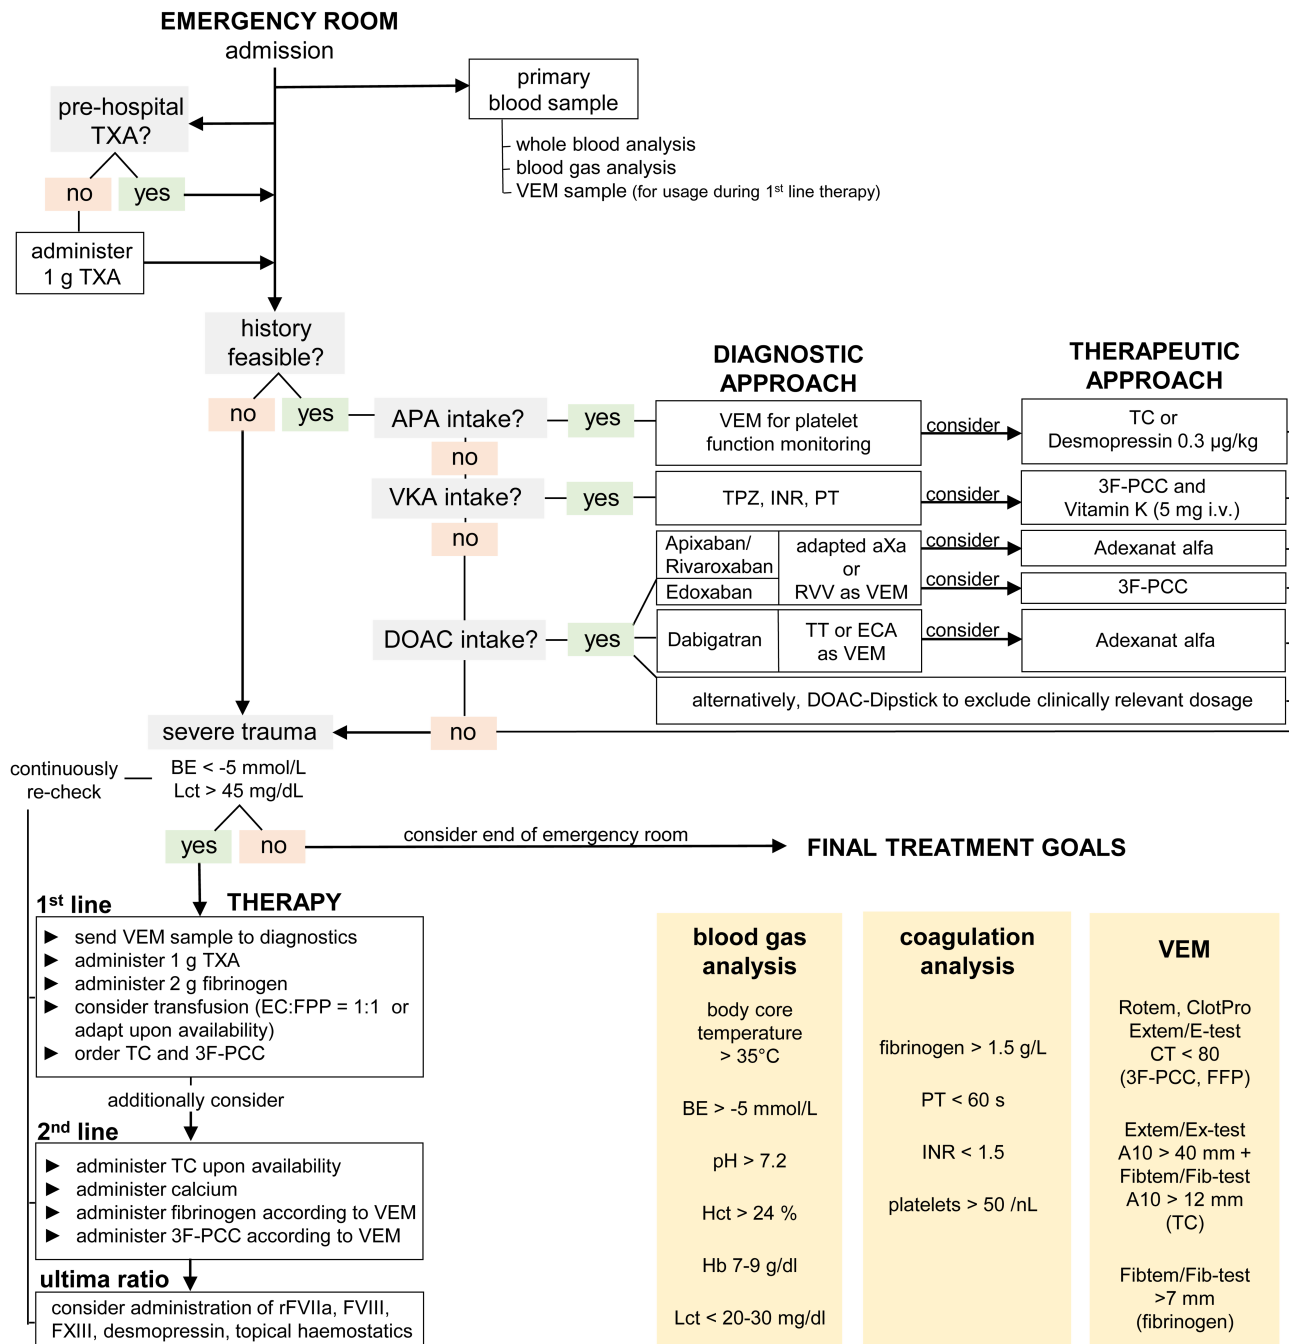 EMERGENCY ROOM
admission
primary
blood sample
whole blood analysis
blood gas analysis
VEM sample (for usage during 1st line therapy)
pre-hospital
TXA?
no
yes
administer
1 g TXA
history
feasible?
no
yes
DIAGNOSTIC
APPROACH
THERAPEUTIC
APPROACH
APA intake?
yes
VEM for platelet
function monitoring
consider
TC or
Desmopressin 0.3 µg/kg
no
VKA intake?
yes
TPZ, INR, PT
consider
3F-PCC and
Vitamin K (5 mg i.v.)
no
DOAC intake?
yes
Apixaban/
Rivaroxaban
Edoxaban
adapted aXa
or
RVV as VEM
consider
Adexanat alfa
consider
3F-PCC
Dabigatran
TT or ECA
as VEM
consider
Adexanat alfa
alternatively, DOAC-Dipstick to exclude clinically relevant dosage
no
severe trauma
BE < -5 mmol/L
Lct > 45 mg/dL
continuously
re-check
yes
no
consider end of emergency room
FINAL TREATMENT GOALS
THERAPY
1st line
► send VEM sample to diagnostics
► administer 1 g TXA
► administer 2 g fibrinogen
► consider transfusion (EC:FPP = 1:1 or
adapt upon availability)
► order TC and 3F-PCC
additionally consider
2nd line
► administer TC upon availability
► administer calcium
► administer fibrinogen according to VEM
► administer 3F-PCC according to VEM
ultima ratio
consider administration of rFVIIa, FVIII,
FXIII, desmopressin, topical haemostatics
blood gas
analysis
body core
temperature
> 35°C
BE > -5 mmol/L
pH > 7.2
Hct > 24 %
Hb 7-9 g/dl
Lct < 20-30 mg/dl
coagulation
analysis
fibrinogen > 1.5 g/L
PT < 60 s
INR < 1.5
platelets > 50 /nL
VEM
Rotem, ClotPro
Extem/E-test
CT < 80
(3F-PCC, FFP)
Extem/Ex-test
A10 > 40 mm +
Fibtem/Fib-test
A10 > 12 mm
(TC)
Fibtem/Fib-test
>7 mm
(fibrinogen)